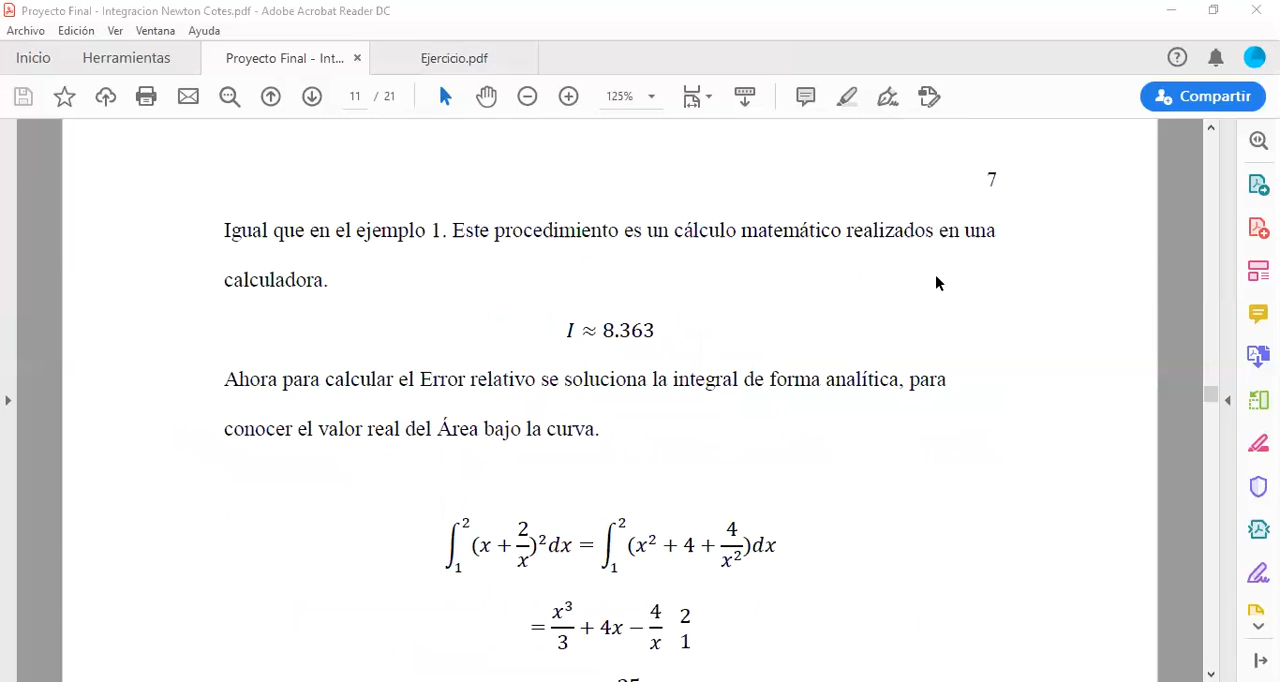 Proyecto Final - Integracion Newton Cotes.pdf - Adobe Acrobat Reader DC
Archivo Edición Ver Ventana Ayuda
Inicio Herramientas Proyecto Final - Int... × Ejercicio.pdf
11 / 21 125% Compartir
7
Igual que en el ejemplo 1. Este procedimiento es un cálculo matemático realizados en una
calculadora.
I ≈ 8.363
Ahora para calcular el Error relativo se soluciona la integral de forma analítica, para
conocer el valor real del Área bajo la curva.
∫₁² (x + 2/x)² dx = ∫₁² (x² + 4 + 4/x²) dx
= x³/3 + 4x − 4/x 2 1